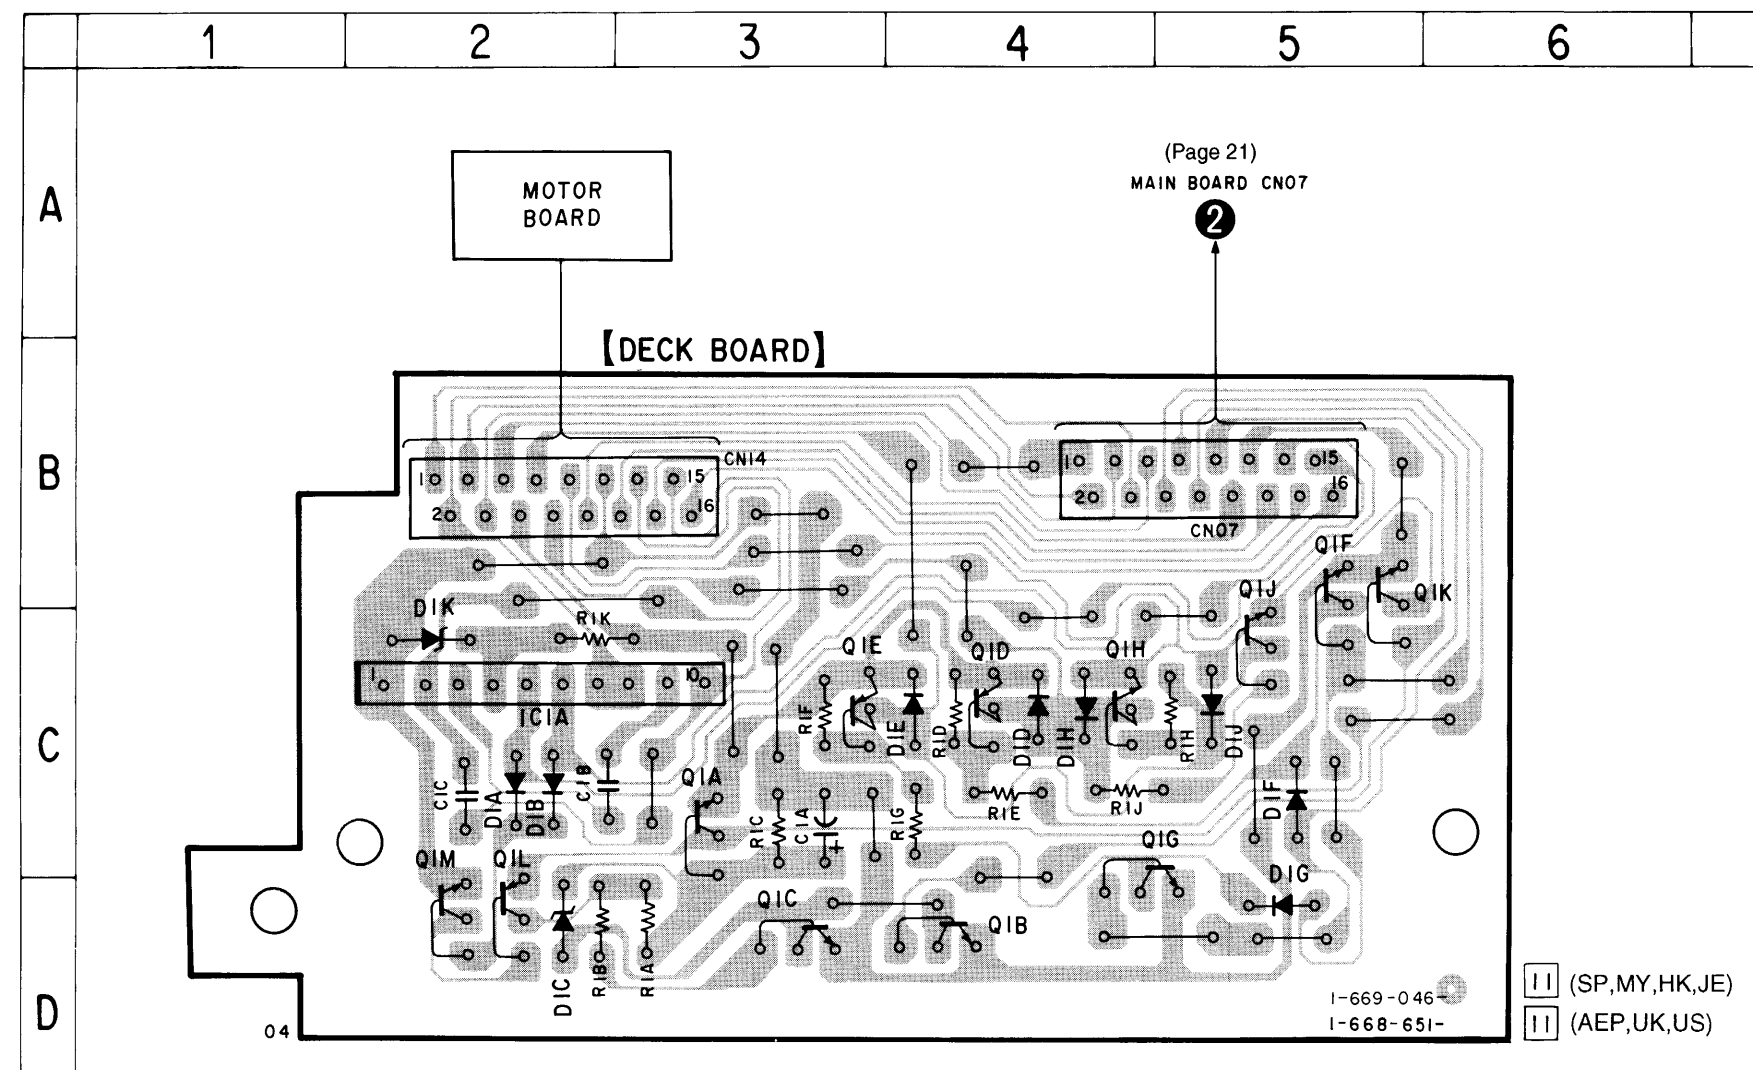 1 2 3 4 5 6
A
B
C
D
(Page 21)
MAIN BOARD CN07
2
MOTOR
BOARD
【DECK BOARD】
CN14
1 15
2 16
1 15
2 16
CN07
Q1F
Q1K
Q1J
D1K
R1K
1 10
IC1A
Q1E
Q1D
Q1H
R1F
D1E
R1D
D1D
D1H
R1H
D1J
C1C
D1A
D1B
C1B
Q1A
R1C
C1A
+
R1G
R1E
R1J
D1F
Q1G
Q1M
Q1L
D1G
Q1C
Q1B
D1C
R1B
R1A
04
1-669-046-
1-668-651-
11 (SP,MY,HK,JE)
11 (AEP,UK,US)